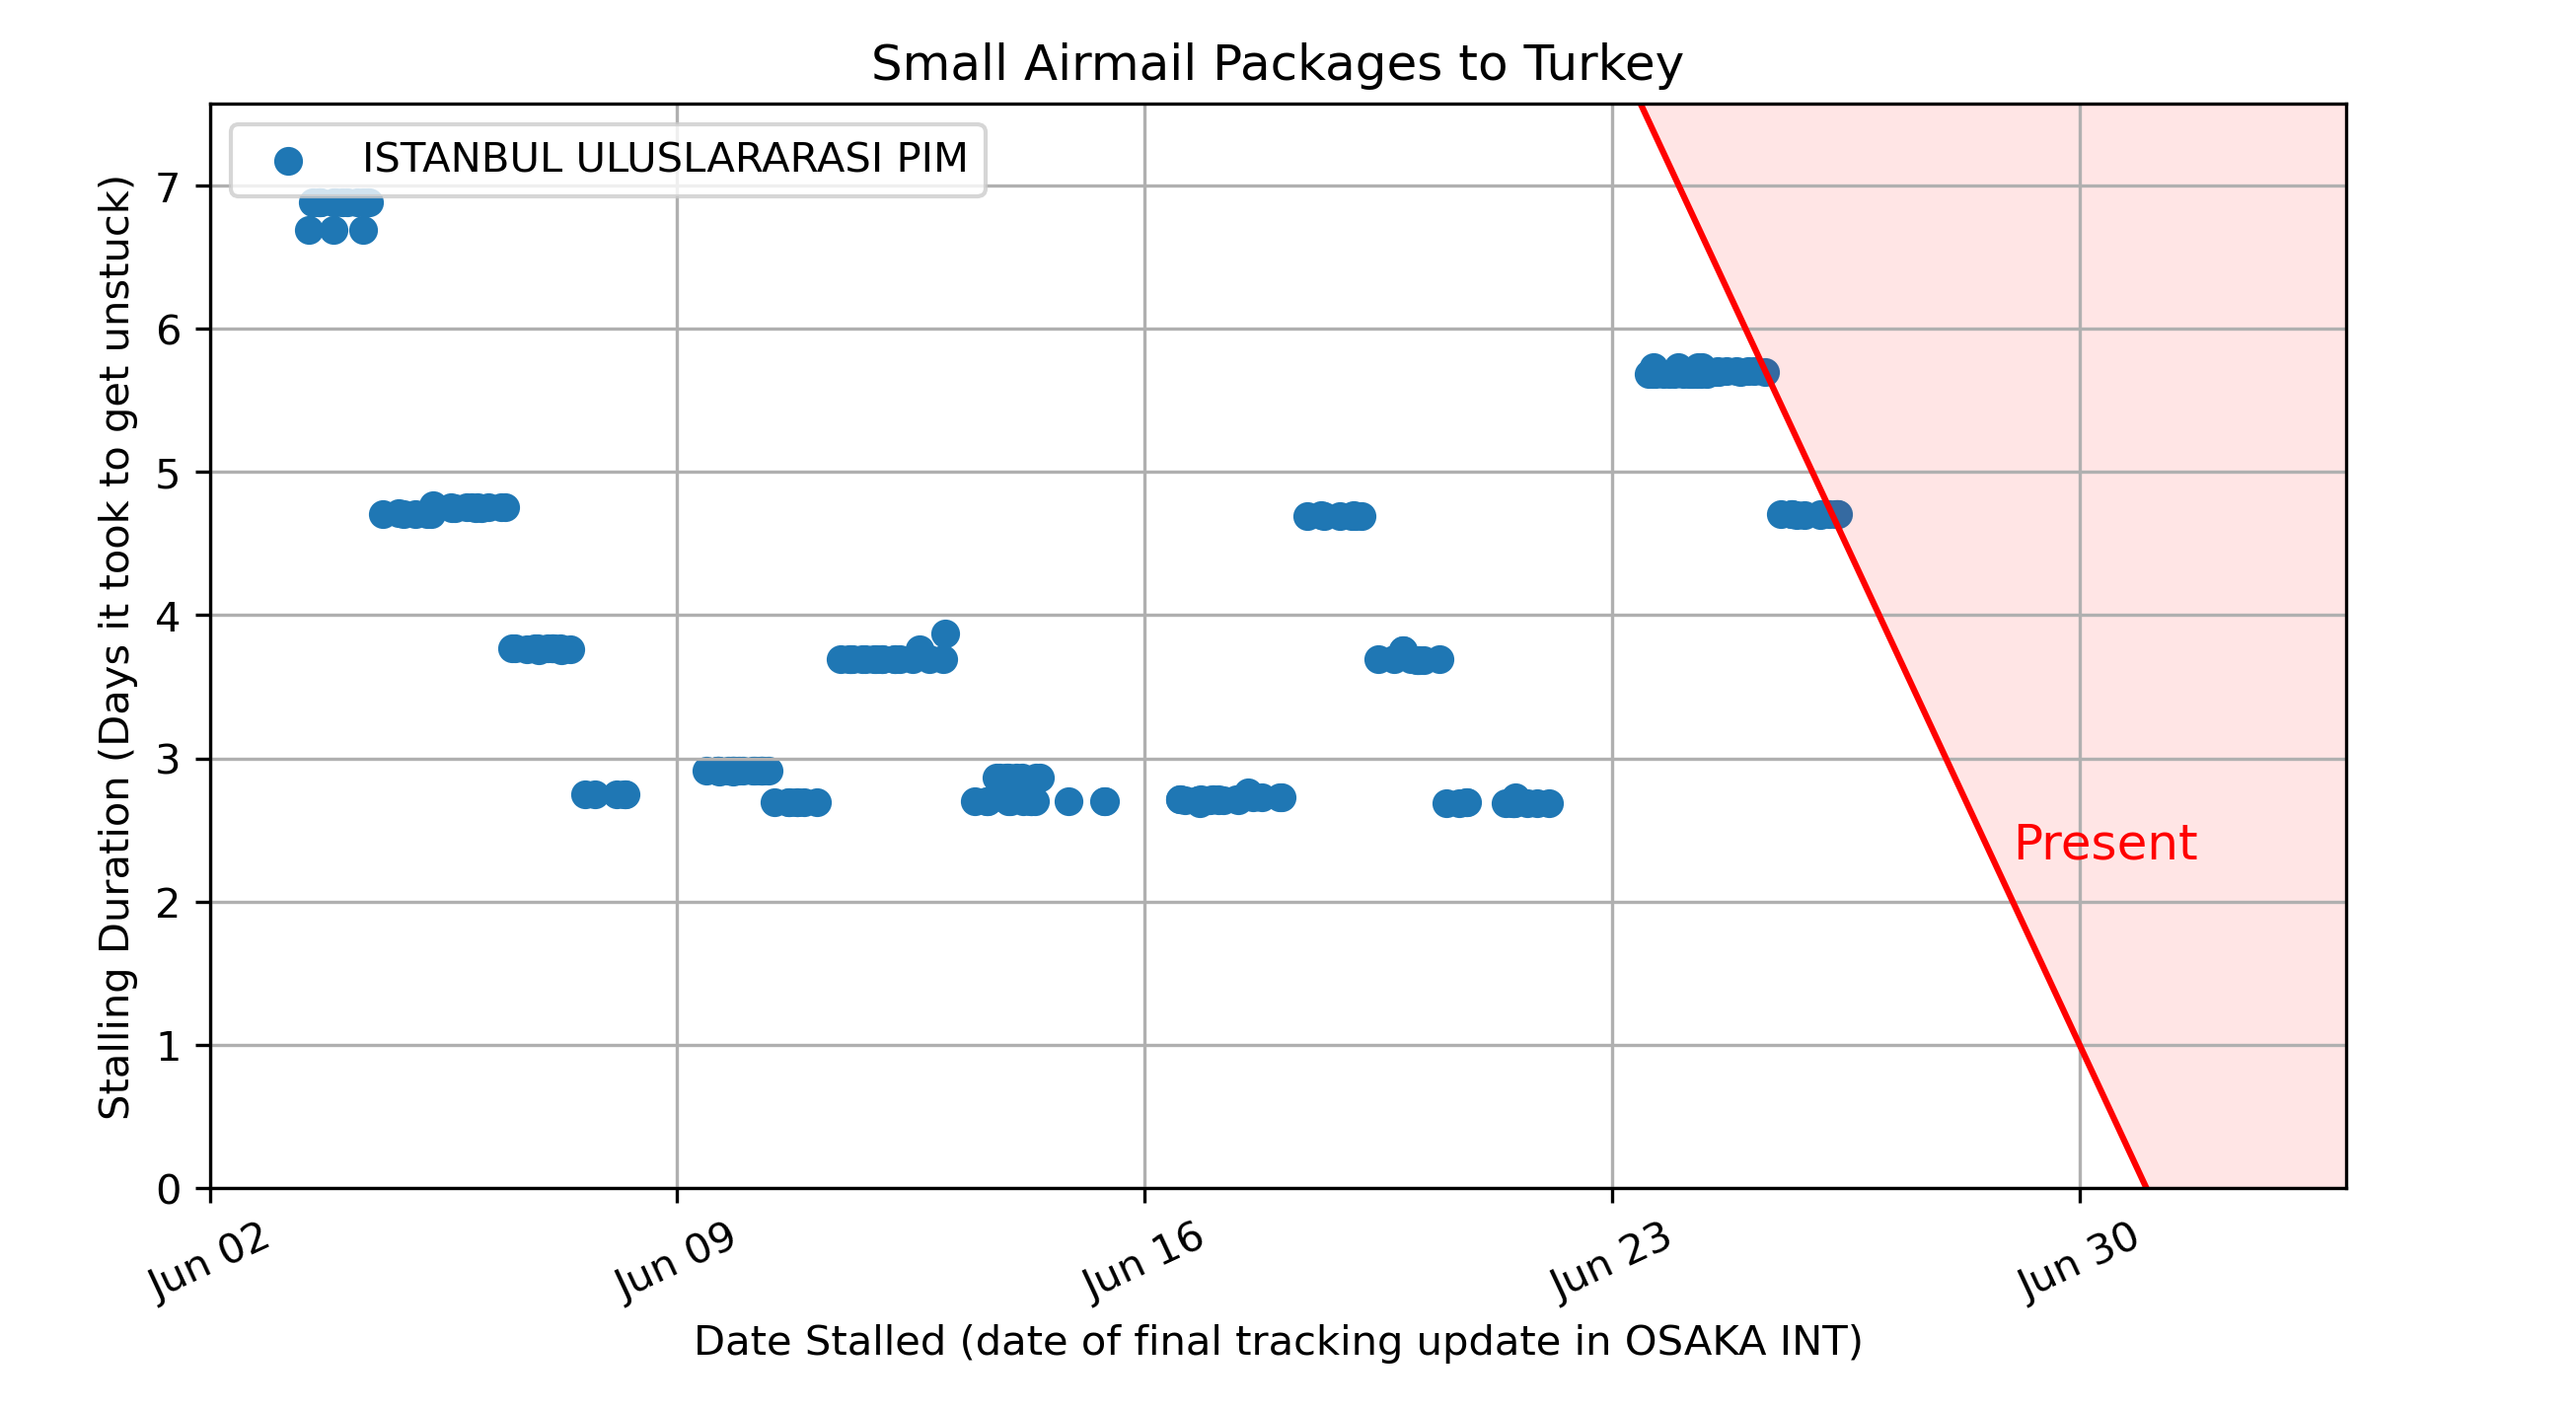 Small Airmail Packages to Turkey
ISTANBUL ULUSLARARASI PIM
Stalling Duration (Days it took to get unstuck)
7
6
5
4
3
2
1
0
Present
Jun 02
Jun 09
Jun 16
Jun 23
Jun 30
Date Stalled (date of final tracking update in OSAKA INT)